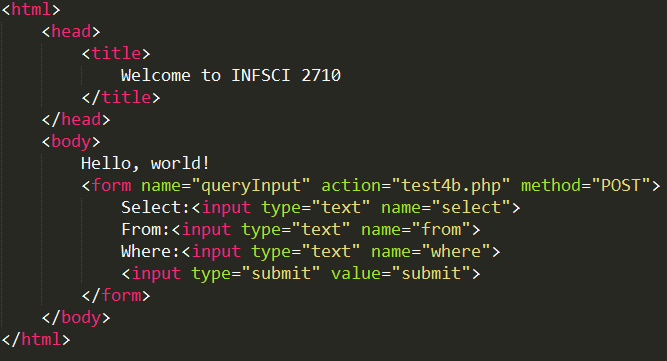 <html>
<head>
<title>
Welcome to INFSCI 2710
</title>
</head>
<body>
Hello, world!
<form name="queryInput" action="test4b.php" method="POST">
Select:<input type="text" name="select">
From:<input type="text" name="from">
Where:<input type="text" name="where">
<input type="submit" value="submit">
</form>
</body>
</html>